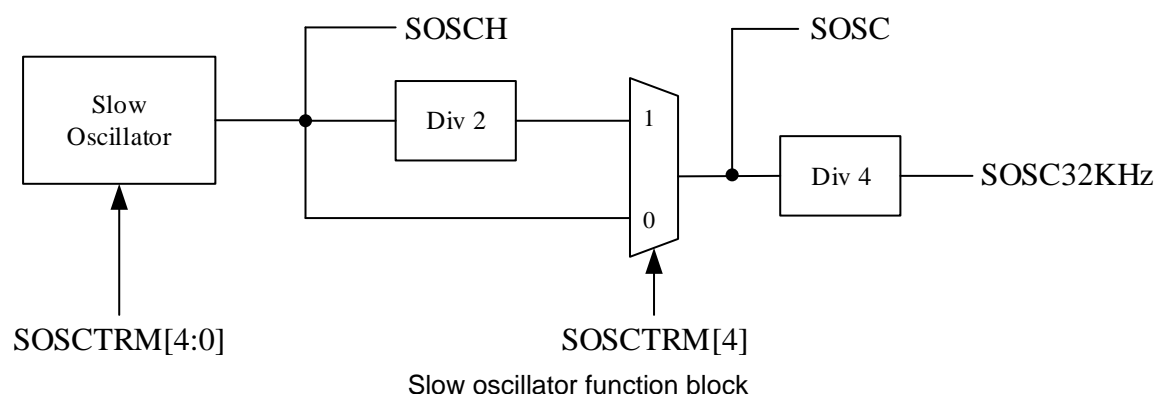 SOSCH
SOSC
Slow
Oscillator
Div 2
1
Div 4
SOSC32KHz
0
SOSCTRM[4:0]
SOSCTRM[4]
Slow oscillator function block